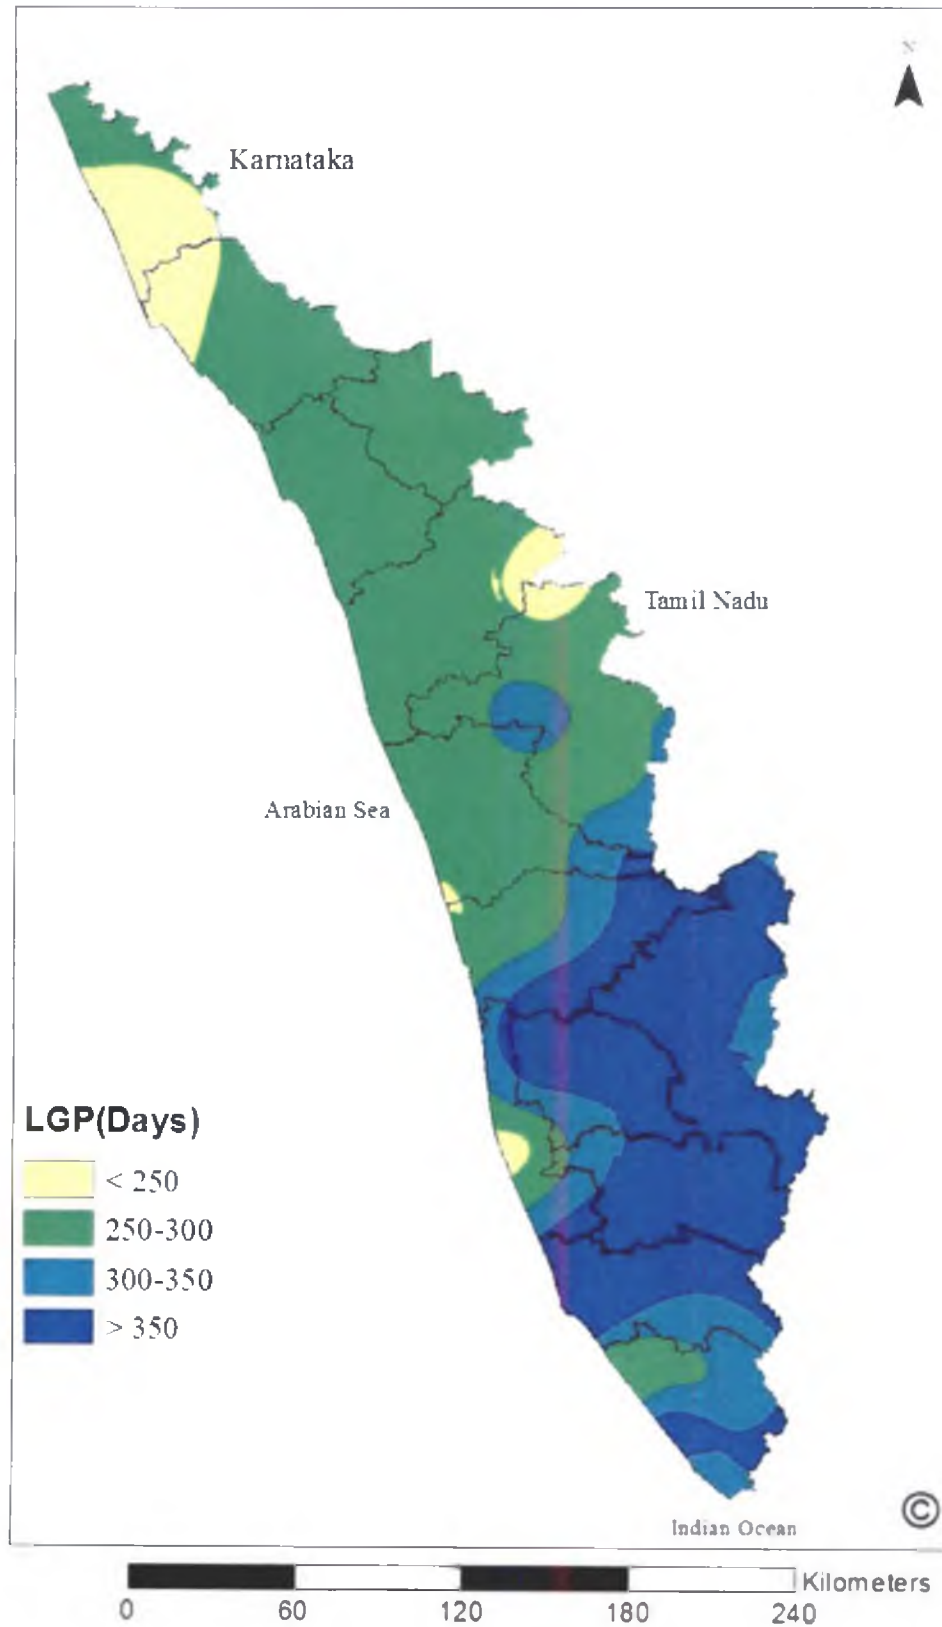 N
Karnataka
Tamil Nadu
Arabian Sea
LGP(Days)
< 250
250-300
300-350
> 350
©
Indian Ocean
Kilometers
0 60 120 180 240